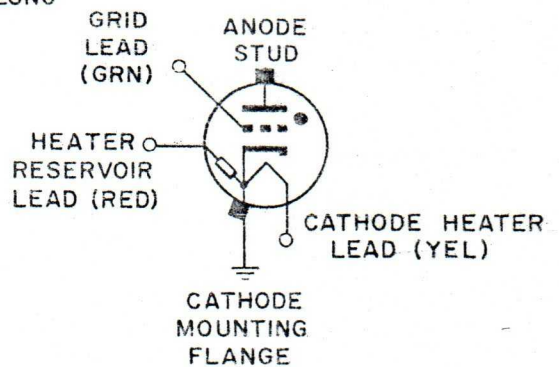 GRID
LEAD
(GRN)
ANODE
STUD
HEATER
RESERVOIR
LEAD (RED)
CATHODE HEATER
LEAD (YEL)
CATHODE
MOUNTING
FLANGE